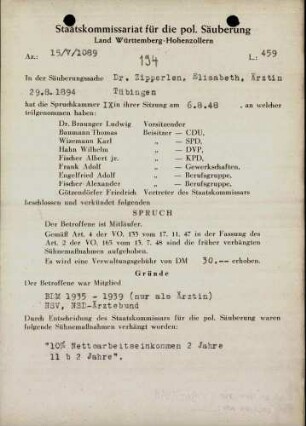 Staatskommissariat für die pol. Säuberung
Land Württemberg-Hohenzollern
Az.: 15/V/1089
134
L.: 459
In der Säuberungssache Dr. Zipperlen, Elisabeth, Ärztin
29.8.1894 Tübingen
hat die Spruchkammer IX in ihrer Sitzung am 6.8.48 , an welcher
teilgenommen haben:
Dr. Braunger Ludwig Vorsitzender
Baumann Thomas Beisitzer — CDU,
Wizemann Karl „ — SPD,
Hahn Wilhelm „ — DVP,
Fischer Albert jr. „ — KPD,
Frank Adolf „ — Gewerkschaften,
Engelfried Adolf „ — Berufsgruppe,
Fischer Alexander „ — Berufsgruppe,
Götzendörfer Friedrich Vertreter des Staatskommissars
beschlossen und verkündet folgenden
SPRUCH
Der Betroffene ist Mitläufer.
Gemäß Art. 4 der VO. 133 vom 17. 11. 47 in der Fassung des
Art. 2 der VO. 165 vom 13. 7. 48 sind die früher verhängten
Sühnemaßnahmen aufgehoben.
Es wird eine Verwaltungsgebühr von DM 30.-- erhoben.
Gründe
Der Betroffene war Mitglied
BDM 1935 - 1939 (nur als Ärztin)
NSV, NSD-Ärztebund
Durch Entscheidung des Staatskommissars für die pol. Säuberung waren
folgende Sühnemaßnahmen verhängt worden:
"10% Nettoarbeitseinkommen 2 Jahre
11 b 2 Jahre".